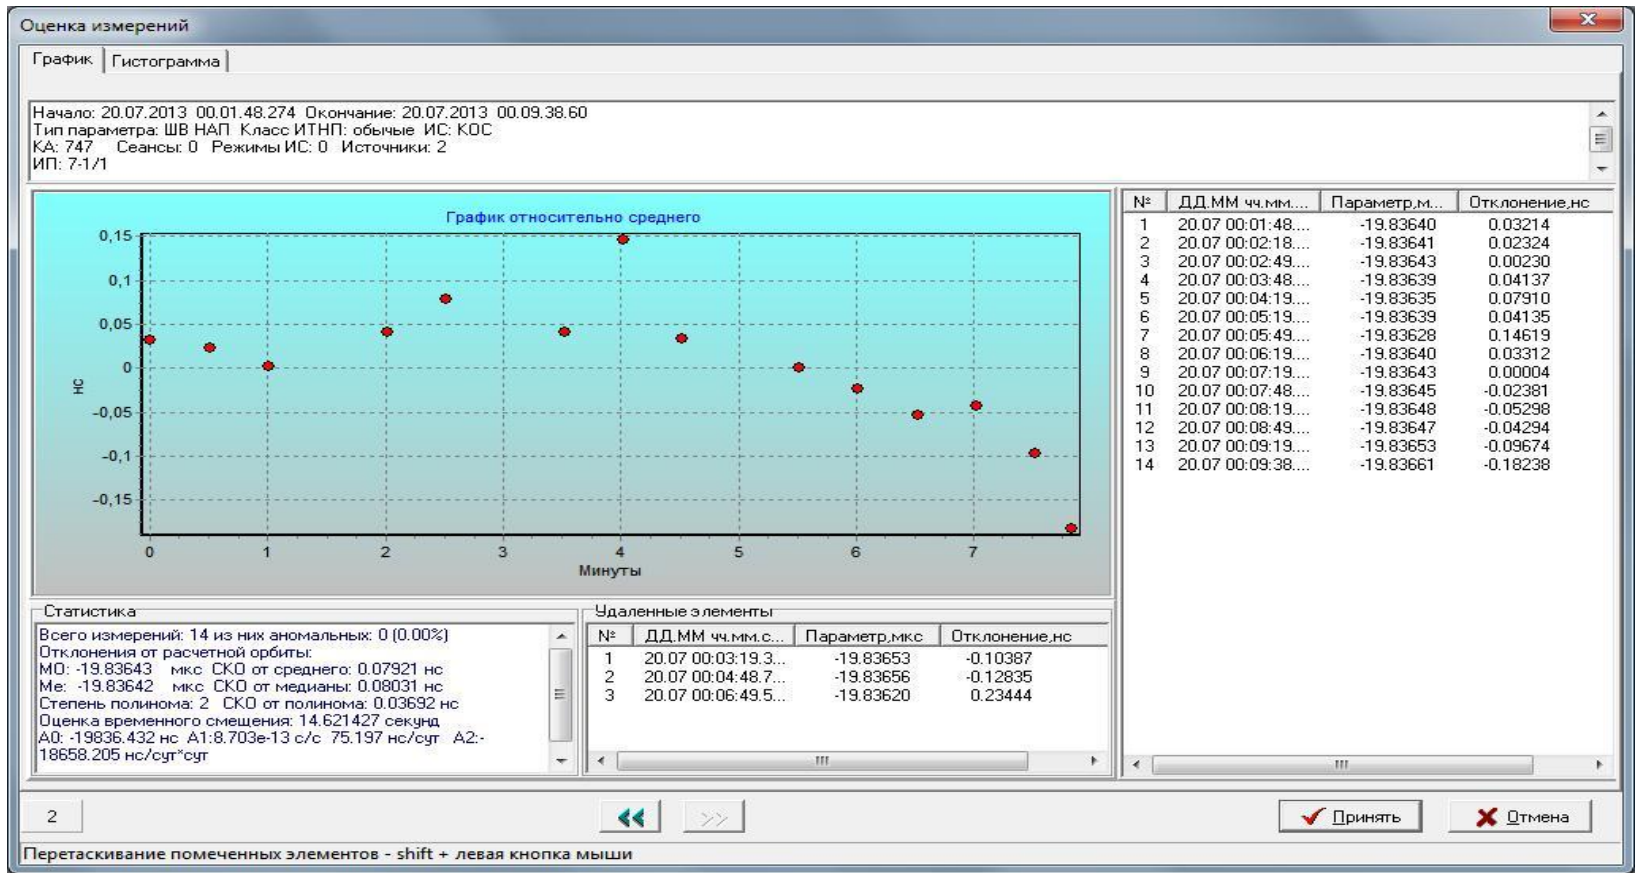 Оценка измерений
График Гистограмма
Начало: 20.07.2013 00.01.48.274 Окончание: 20.07.2013 00.09.38.60
Тип параметра: ШВ НАП Класс ИТНП: обычые ИС: КОС
КА: 747 Сеансы: 0 Режимы ИС: 0 Источники: 2
ИП: 7-1/1
График относительно среднего
0,15
0,1
0,05
0
-0,05
-0,1
-0,15
нс
0 1 2 3 4 5 6 7
Минуты
№ ДД.ММ чч.мм.... Параметр,м... Отклонение,нс
1 20.07 00:01:48.... -19.83640 0.03214
2 20.07 00:02:18.... -19.83641 0.02324
3 20.07 00:02:49.... -19.83643 0.00230
4 20.07 00:03:48.... -19.83639 0.04137
5 20.07 00:04:19.... -19.83635 0.07910
6 20.07 00:05:19.... -19.83639 0.04135
7 20.07 00:05:49.... -19.83628 0.14619
8 20.07 00:06:19.... -19.83640 0.03312
9 20.07 00:07:19.... -19.83643 0.00004
10 20.07 00:07:48.... -19.83645 -0.02381
11 20.07 00:08:19.... -19.83648 -0.05298
12 20.07 00:08:49.... -19.83647 -0.04294
13 20.07 00:09:19.... -19.83653 -0.09674
14 20.07 00:09:38.... -19.83661 -0.18238
Статистика
Всего измерений: 14 из них аномальных: 0 (0.00%)
Отклонения от расчетной орбиты:
МО: -19.83643 мкс СКО от среднего: 0.07921 нс
Ме: -19.83642 мкс СКО от медианы: 0.08031 нс
Степень полинома: 2 СКО от полинома: 0.03692 нс
Оценка временного смещения: 14.621427 секунд
А0: -19836.432 нс А1:8.703e-13 с/с 75.197 нс/сут А2:-
18658.205 нс/сут*сут
Удаленные элементы
№ ДД.ММ чч.мм.с... Параметр,мкс Отклонение,нс
1 20.07 00:03:19.3... -19.83653 -0.10387
2 20.07 00:04:48.7... -19.83656 -0.12835
3 20.07 00:06:49.5... -19.83620 0.23444
2
<< >>
Принять
Отмена
Перетаскивание помеченных элементов - shift + левая кнопка мыши